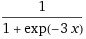 1
1 + exp(−3 x)